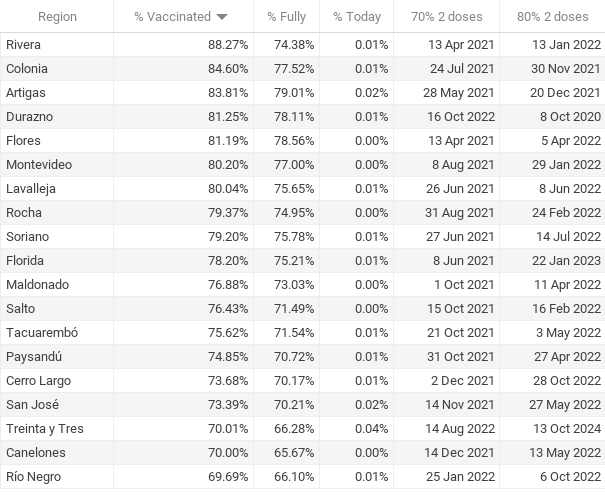 Region % Vaccinated % Fully % Today 70% 2 doses 80% 2 doses
Rivera 88.27% 74.38% 0.01% 13 Apr 2021 13 Jan 2022
Colonia 84.60% 77.52% 0.01% 24 Jul 2021 30 Nov 2021
Artigas 83.81% 79.01% 0.02% 28 May 2021 20 Dec 2021
Durazno 81.25% 78.11% 0.01% 16 Oct 2022 8 Oct 2020
Flores 81.19% 78.56% 0.00% 13 Apr 2021 5 Apr 2022
Montevideo 80.20% 77.00% 0.00% 8 Aug 2021 29 Jan 2022
Lavalleja 80.04% 75.65% 0.01% 26 Jun 2021 8 Jun 2022
Rocha 79.37% 74.95% 0.00% 31 Aug 2021 24 Feb 2022
Soriano 79.20% 75.78% 0.01% 27 Jun 2021 14 Jul 2022
Florida 78.20% 75.21% 0.01% 8 Jun 2021 22 Jan 2023
Maldonado 76.88% 73.03% 0.00% 1 Oct 2021 11 Apr 2022
Salto 76.43% 71.49% 0.00% 15 Oct 2021 16 Feb 2022
Tacuarembó 75.62% 71.54% 0.01% 21 Oct 2021 3 May 2022
Paysandú 74.85% 70.72% 0.01% 31 Oct 2021 27 Apr 2022
Cerro Largo 73.68% 70.17% 0.01% 2 Dec 2021 28 Oct 2022
San José 73.39% 70.21% 0.02% 14 Nov 2021 27 May 2022
Treinta y Tres 70.01% 66.28% 0.04% 14 Aug 2022 13 Oct 2024
Canelones 70.00% 65.67% 0.00% 14 Dec 2021 13 May 2022
Río Negro 69.69% 66.10% 0.01% 25 Jan 2022 6 Oct 2022